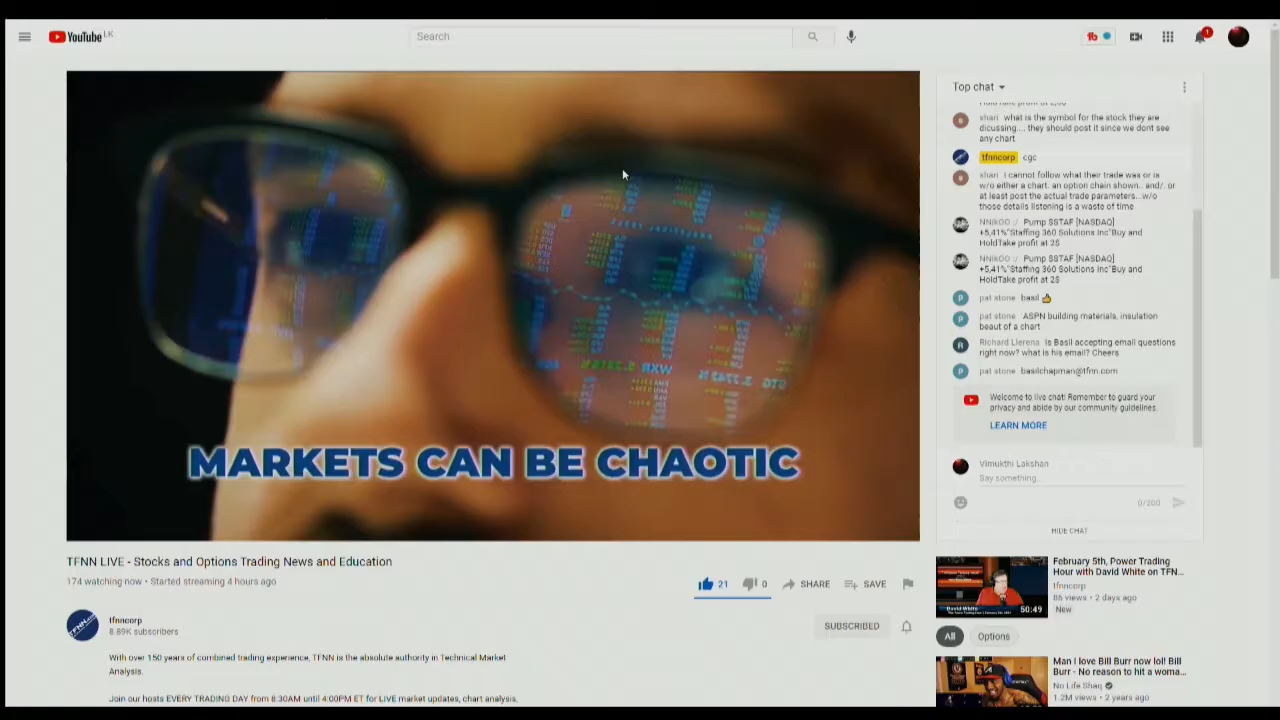 YouTube LK
Search
1
Top chat
shari what is the symbol for the stock they are
dicussing.... they should post it since we dont see
any chart
tfnncorp cgc
shari I cannot follow what their trade was or is
w/o either a chart. an option chain shown.. and/. or
at least post the actual trade parameters...w/o
those details listening is a waste of time
NNIKOO :/ Pump $STAF [NASDAQ]
+5,41%"Staffing 360 Solutions Inc"Buy and
HoldTake profit at 2$
NNIKOO :/ Pump $STAF [NASDAQ]
+5,41%"Staffing 360 Solutions Inc"Buy and
HoldTake profit at 2$
pat stone basil 👍
pat stone ASPN building materials, insulation
beaut of a chart
Richard Llerena Is Basil accepting email questions
right now? what is his email? Cheers
pat stone basilchapman@tfnn.com
Welcome to live chat! Remember to guard your
privacy and abide by our community guidelines.
LEARN MORE
Vimukthi Lakshan
Say something...
0/200
HIDE CHAT
MARKETS CAN BE CHAOTIC
TFNN LIVE - Stocks and Options Trading News and Education
174 watching now • Started streaming 4 hours ago
21 0 SHARE SAVE
tfnncorp
8.89K subscribers
SUBSCRIBED
With over 150 years of combined trading experience, TFNN is the absolute authority in Technical Market
Analysis.
Join our hosts EVERY TRADING DAY from 8:30AM until 4:00PM ET for LIVE market updates, chart analysis,
February 5th, Power Trading
Hour with David White on TFN...
tfnncorp
86 views • 2 days ago
New
David White
50:49
All Options
Man I love Bill Burr now lol! Bill
Burr - No reason to hit a woma...
No Life Shaq
1.2M views • 2 years ago